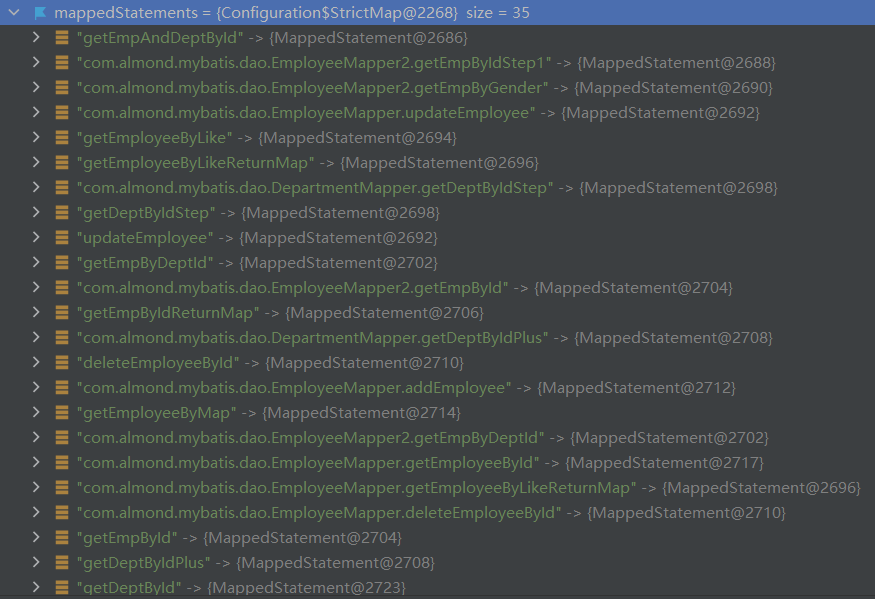 mappedStatements = {Configuration$StrictMap@2268} size = 35
"getEmpAndDeptById" -> {MappedStatement@2686}
"com.almond.mybatis.dao.EmployeeMapper2.getEmpByIdStep1" -> {MappedStatement@2688}
"com.almond.mybatis.dao.EmployeeMapper2.getEmpByGender" -> {MappedStatement@2690}
"com.almond.mybatis.dao.EmployeeMapper.updateEmployee" -> {MappedStatement@2692}
"getEmployeeByLike" -> {MappedStatement@2694}
"getEmployeeByLikeReturnMap" -> {MappedStatement@2696}
"com.almond.mybatis.dao.DepartmentMapper.getDeptByIdStep" -> {MappedStatement@2698}
"getDeptByIdStep" -> {MappedStatement@2698}
"updateEmployee" -> {MappedStatement@2692}
"getEmpByDeptId" -> {MappedStatement@2702}
"com.almond.mybatis.dao.EmployeeMapper2.getEmpById" -> {MappedStatement@2704}
"getEmpByIdReturnMap" -> {MappedStatement@2706}
"com.almond.mybatis.dao.DepartmentMapper.getDeptByIdPlus" -> {MappedStatement@2708}
"deleteEmployeeById" -> {MappedStatement@2710}
"com.almond.mybatis.dao.EmployeeMapper.addEmployee" -> {MappedStatement@2712}
"getEmployeeByMap" -> {MappedStatement@2714}
"com.almond.mybatis.dao.EmployeeMapper2.getEmpByDeptId" -> {MappedStatement@2702}
"com.almond.mybatis.dao.EmployeeMapper.getEmployeeById" -> {MappedStatement@2717}
"com.almond.mybatis.dao.EmployeeMapper.getEmployeeByLikeReturnMap" -> {MappedStatement@2696}
"com.almond.mybatis.dao.EmployeeMapper.deleteEmployeeById" -> {MappedStatement@2710}
"getEmpById" -> {MappedStatement@2704}
"getDeptByIdPlus" -> {MappedStatement@2708}
"getDeptById" -> {MappedStatement@2723}